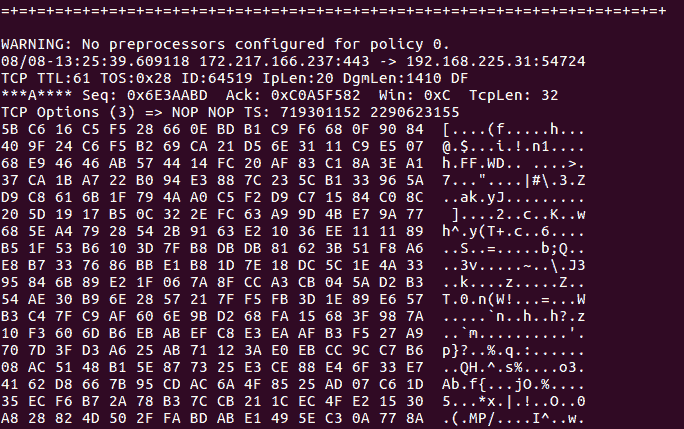 =+=+=+=+=+=+=+=+=+=+=+=+=+=+=+=+=+=+=+=+=+=+=+=+=+=+=+=+=+=+=+=+=+=+=+=+=+
WARNING: No preprocessors configured for policy 0.
08/08-13:25:39.609118 172.217.166.237:443 -> 192.168.225.31:54724
TCP TTL:61 TOS:0x28 ID:64519 IpLen:20 DgmLen:1410 DF
***A**** Seq: 0x6E3AABD  Ack: 0xC0A5F582  Win: 0xC  TcpLen: 32
TCP Options (3) => NOP NOP TS: 719301152 2290623155
5B C6 16 C5 F5 28 66 0E BD B1 C9 F6 68 0F 90 84  [....(f.....h...
40 9F 24 C6 F5 B2 69 CA 21 D5 6E 31 11 C9 E5 07  @.$...i.!.n1....
68 E9 46 46 AB 57 44 14 FC 20 AF 83 C1 8A 3E A1  h.FF.WD.. ....>.
37 CA 1B A7 22 B0 94 E3 88 7C 23 5C B1 33 96 5A  7..."....|#\.3.Z
D9 C8 61 6B 1F 79 4A A0 C5 F2 D9 C7 15 84 C0 8C  ..ak.yJ.........
20 5D 19 17 B5 0C 32 2E FC 63 A9 9D 4B E7 9A 77   ]....2..c..K..w
68 5E A4 79 28 54 2B 91 63 E2 10 36 EE 11 11 89  h^.y(T+.c..6....
B5 1F 53 B6 10 3D 7F B8 DB DB 81 62 3B 51 F8 A6  ..S..=.....b;Q..
E8 B7 33 76 86 BB E1 B8 1D 7E 18 DC 5C 1E 4A 33  ..3v.....~..\.J3
95 84 6B 89 E2 1F 06 7A 8F CC A3 CB 04 5A D2 B3  ..k....z.....Z..
54 AE 30 B9 6E 28 57 21 7F F5 FB 3D 1E 89 E6 57  T.0.n(W!...=...W
B3 C4 7F C9 AF 60 6E 9B D2 68 FA 15 68 3F 98 7A  .....`n..h..h?.z
10 F3 60 6D B6 EB AB EF C8 E3 EA AF B3 F5 27 A9  ..`m..........'.
70 7D 3F D3 A6 25 AB 71 12 3A E0 EB CC 9C C7 B6  p}?..%.q.:......
08 AC 51 48 B1 5E 87 73 25 E3 CE 88 E4 6F 33 E7  ..QH.^.s%....o3.
41 62 D8 66 7B 95 CD AC 6A 4F 85 25 AD 07 C6 1D  Ab.f{...jO.%....
35 EC F6 B7 2A 78 B3 7C CB 21 1C EC 4F E2 15 30  5...*x.|.!..O..0
A8 28 82 4D 50 2F FA BD AB E1 49 5E C3 0A 77 8A  .(.MP/....I^..w.